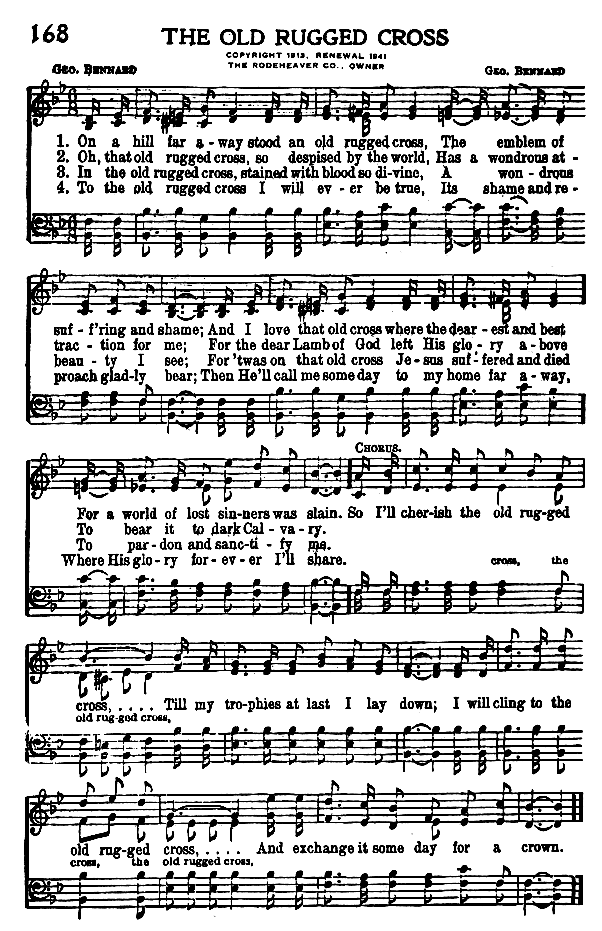 168
THE OLD RUGGED CROSS
COPYRIGHT 1913, RENEWAL 1941
THE RODEHEAVER CO., OWNER
GEO. BENNARD GEO. BENNARD
1. On a hill far a - way stood an old rugged cross, The emblem of
2. Oh, that old rugged cross, so despised by the world, Has a wondrous at -
3. In the old rugged cross, stained with blood so di-vine, A won - drous
4. To the old rugged cross I will ev - er be true, Its shame and re -
suf - f'ring and shame; And I love that old cross where the dear - est and best
trac - tion for me; For the dear Lamb of God left His glo - ry a - bove
beau - ty I see; For 'twas on that old cross Je - sus suf - fered and died
proach glad-ly bear; Then He'll call me some day to my home far a - way,
CHORUS.
For a world of lost sin-ners was slain. So I'll cher-ish the old rug-ged
To bear it to dark Cal - va - ry.
To par - don and sanc - ti - fy me.
Where His glo - ry for - ev - er I'll share.
cross, the
cross, .... Till my tro-phies at last I lay down; I will cling to the
old rug-ged cross,
old rug-ged cross, .... And exchange it some day for a crown.
cross, the old rugged cross,